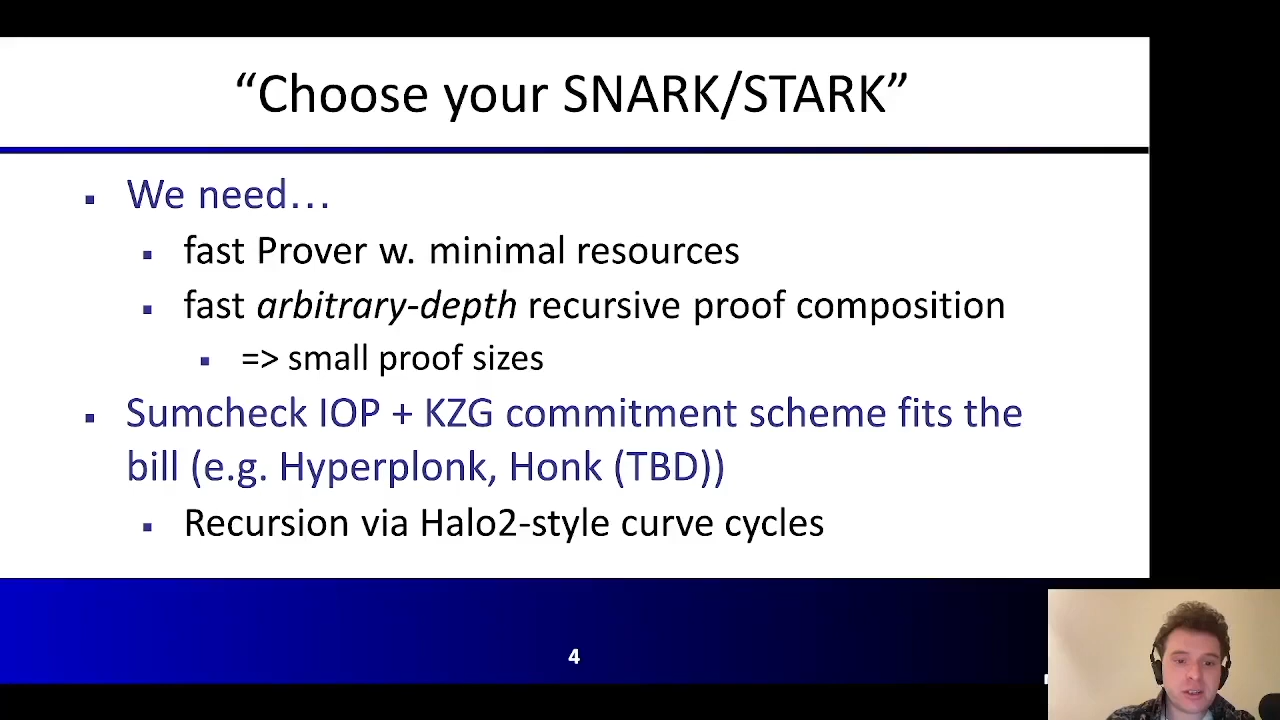 “Choose your SNARK/STARK”
▪ We need…
▪ fast Prover w. minimal resources
▪ fast arbitrary-depth recursive proof composition
▪ => small proof sizes
▪ Sumcheck IOP + KZG commitment scheme fits the
bill (e.g. Hyperplonk, Honk (TBD))
▪ Recursion via Halo2-style curve cycles
4